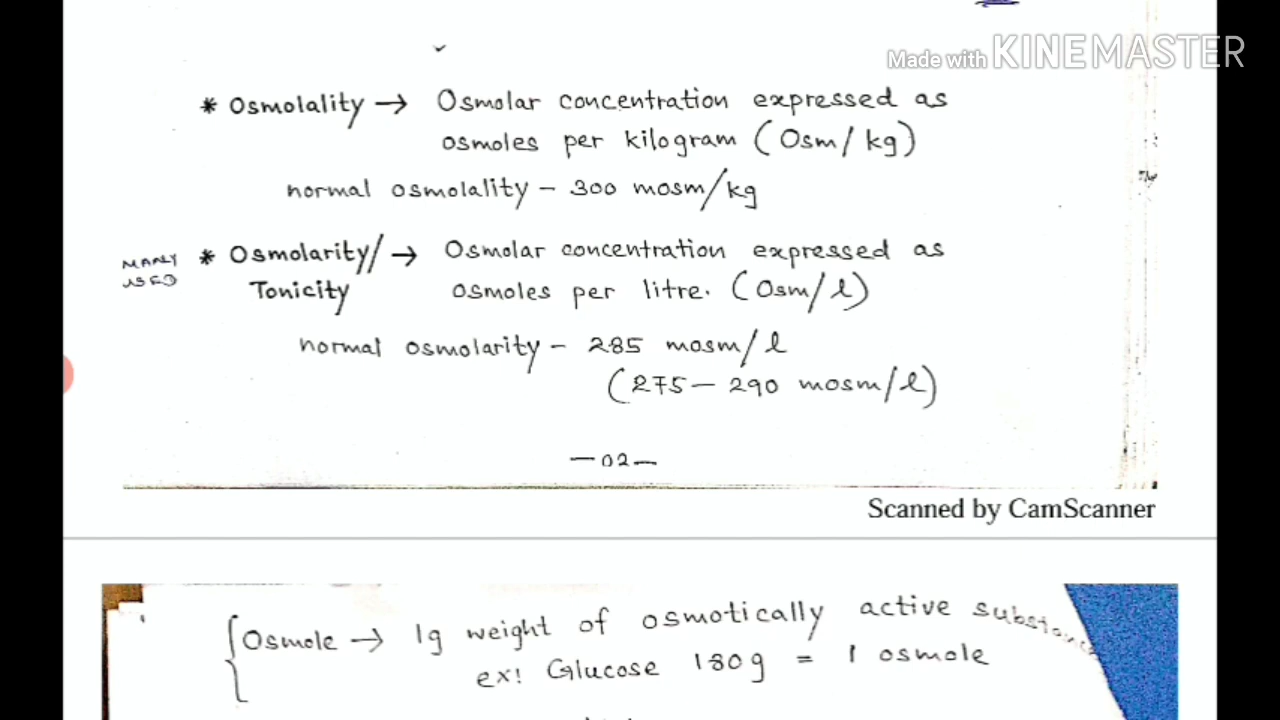 Made with KINEMASTER
* Osmolality → Osmolar concentration expressed as
osmoles per kilogram (Osm/kg)
normal osmolality – 300 mosm/kg
MANY * Osmolarity/ → Osmolar concentration expressed as
USED Tonicity osmoles per litre. (Osm/l)
normal osmolarity – 285 mosm/l
(275 – 290 mosm/l)
— 02 —
Scanned by CamScanner
Osmole → 1g weight of osmotically active substance
ex: Glucose 180g = 1 osmole